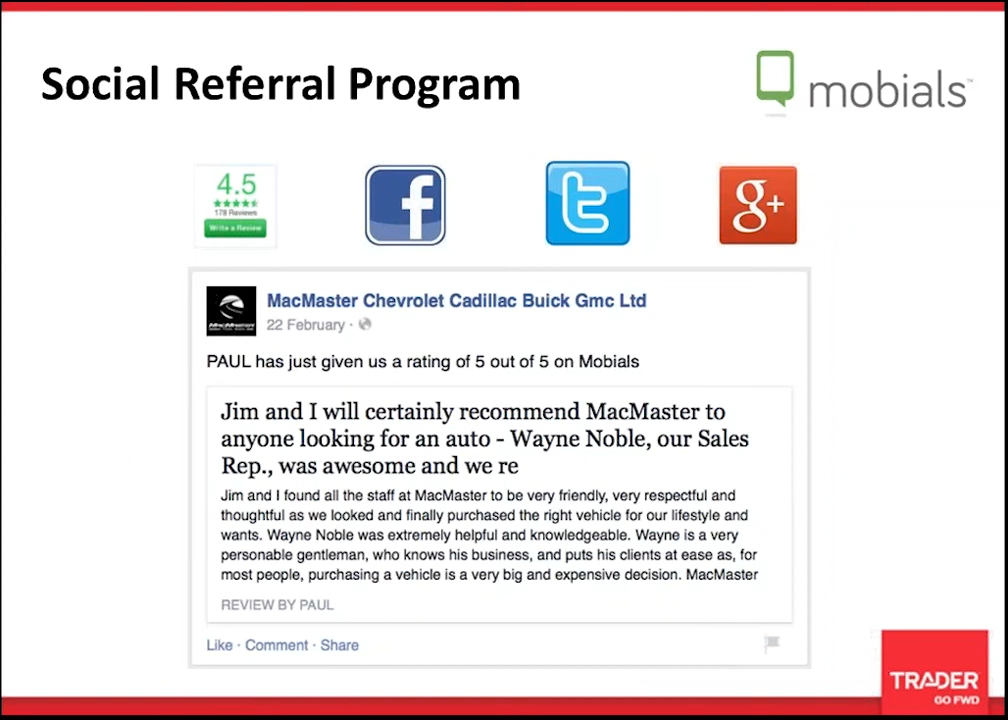 Social Referral Program
mobials™
4.5
178 Reviews
Write a Review
f
t
g+
MacMaster Chevrolet Cadillac Buick Gmc Ltd
22 February ·
PAUL has just given us a rating of 5 out of 5 on Mobials
Jim and I will certainly recommend MacMaster to
anyone looking for an auto - Wayne Noble, our Sales
Rep., was awesome and we re
Jim and I found all the staff at MacMaster to be very friendly, very respectful and
thoughtful as we looked and finally purchased the right vehicle for our lifestyle and
wants. Wayne Noble was extremely helpful and knowledgeable. Wayne is a very
personable gentleman, who knows his business, and puts his clients at ease as, for
most people, purchasing a vehicle is a very big and expensive decision. MacMaster
REVIEW BY PAUL
Like · Comment · Share
TRADER
GO FWD